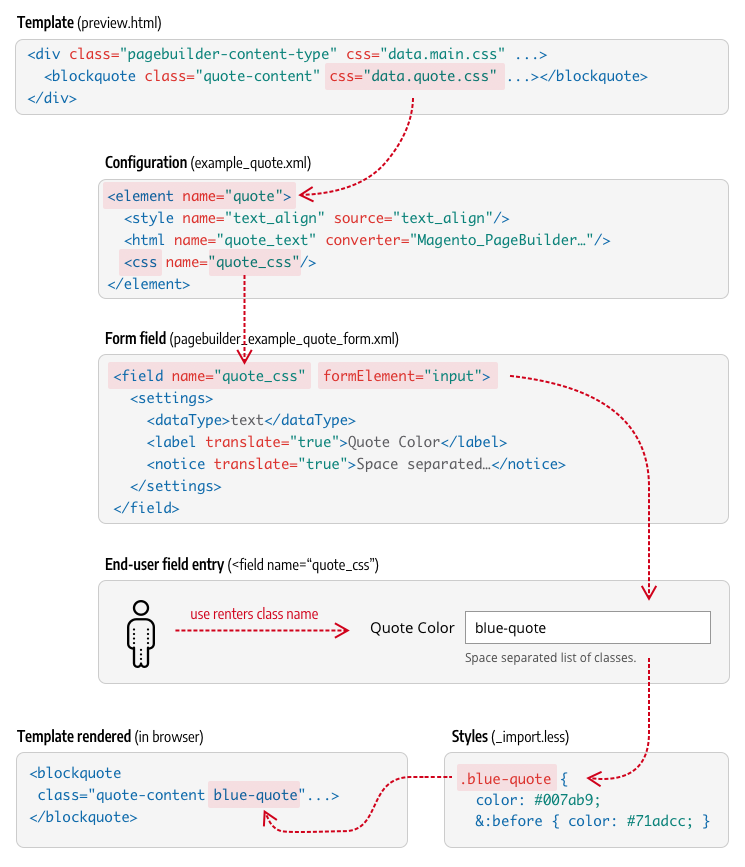 Template (preview.html)
<div class="pagebuilder-content-type" css="data.main.css" ...>
<blockquote class="quote-content" css="data.quote.css" ...></blockquote>
</div>
Configuration (example_quote.xml)
<element name="quote">
<style name="text_align" source="text_align"/>
<html name="quote_text" converter="Magento_PageBuilder…"/>
<css name="quote_css"/>
</element>
Form field (pagebuilder_example_quote_form.xml)
<field name="quote_css" formElement="input">
<settings>
<dataType>text</dataType>
<label translate="true">Quote Color</label>
<notice translate="true">Space separated…</notice>
</settings>
</field>
End-user field entry (<field name=“quote_css”)
use renters class name
Quote Color blue-quote
Space separated list of classes.
Template rendered (in browser)
<blockquote
class="quote-content blue-quote"...>
</blockquote>
Styles (_import.less)
.blue-quote {
color: #007ab9;
&:before { color: #71adcc; }